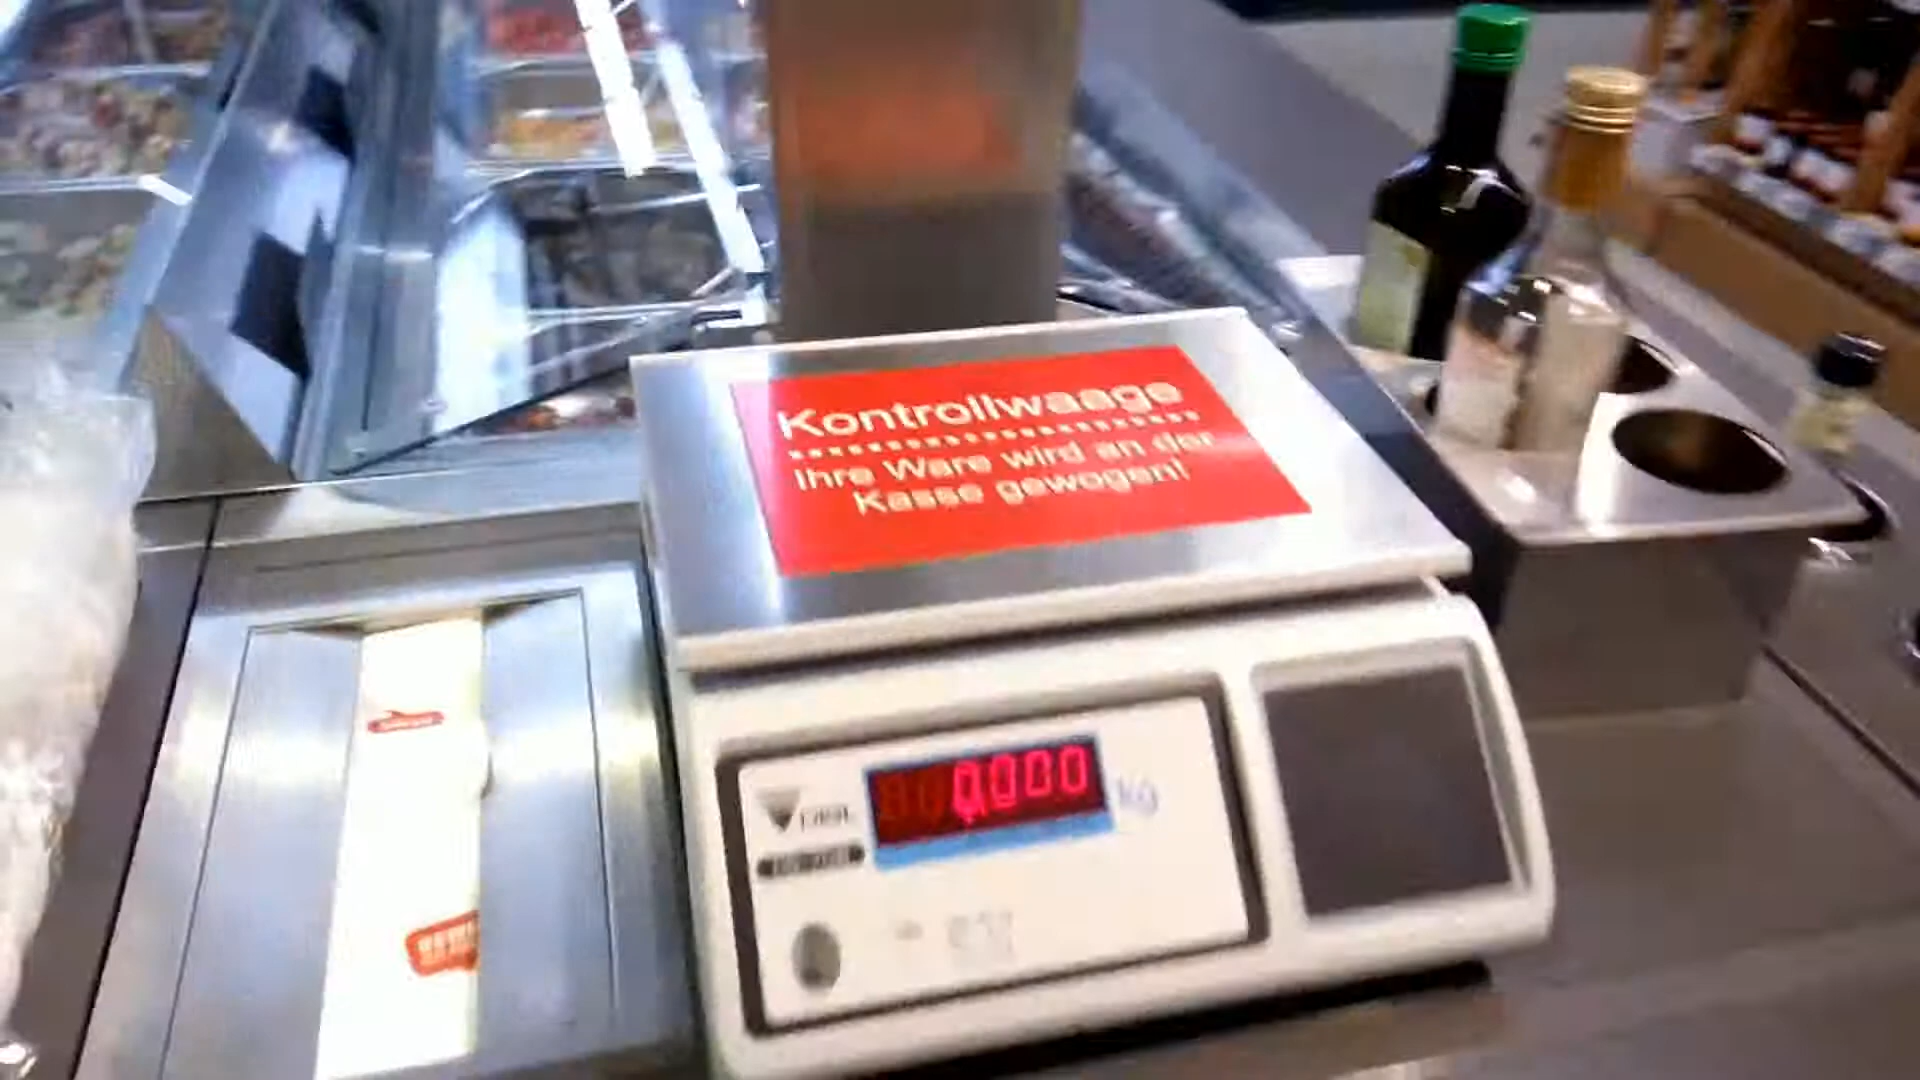 Kontrollwaage
Ihre Ware wird an der
Kasse gewogen!
0,000 kg